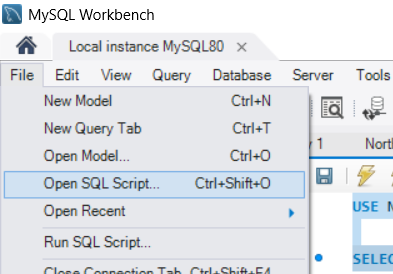 MySQL Workbench
Local instance MySQL80
File Edit View Query Database Server Tools
New Model Ctrl+N
New Query Tab Ctrl+T
Open Model... Ctrl+O
Open SQL Script... Ctrl+Shift+O
Open Recent
Run SQL Script...
Close Connection Tab Ctrl+Shift+F4
1
North
USE
SELEC